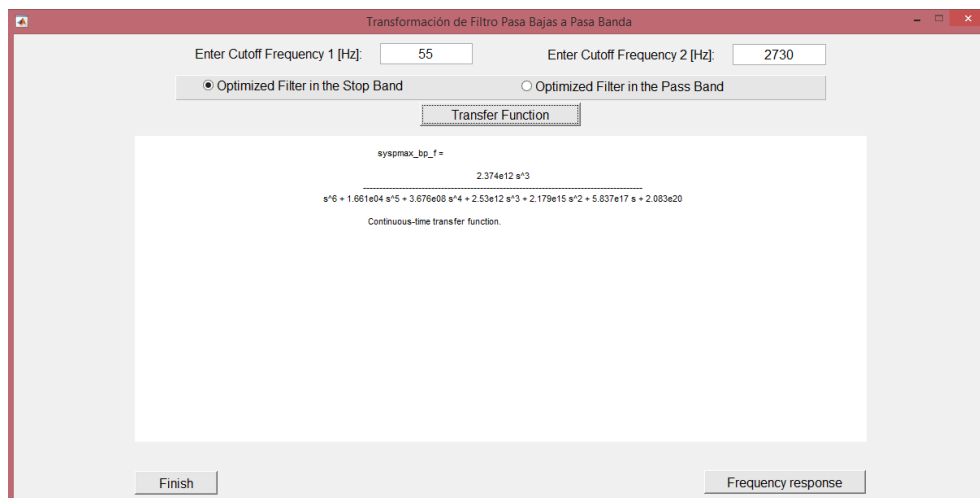 Transformación de Filtro Pasa Bajas a Pasa Banda
Enter Cutoff Frequency 1 [Hz]: 55 Enter Cutoff Frequency 2 [Hz]: 2730
Optimized Filter in the Stop Band Optimized Filter in the Pass Band
Transfer Function
syspmax_bp_f =
2.374e12 s^3
s^6 + 1.661e04 s^5 + 3.676e08 s^4 + 2.53e12 s^3 + 2.179e15 s^2 + 5.837e17 s + 2.083e20
Continuous-time transfer function.
Finish Frequency response